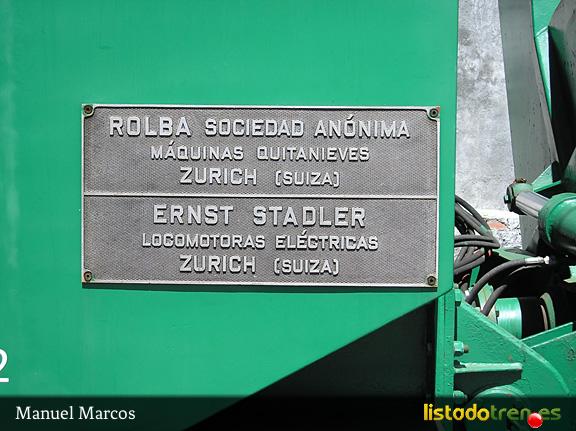 ROLBA SOCIEDAD ANÓNIMA
MÁQUINAS QUITANIEVES
ZURICH (SUIZA)
ERNST STADLER
LOCOMOTORAS ELÉCTRICAS
ZURICH (SUIZA)
2
Manuel Marcos
listadotren.es